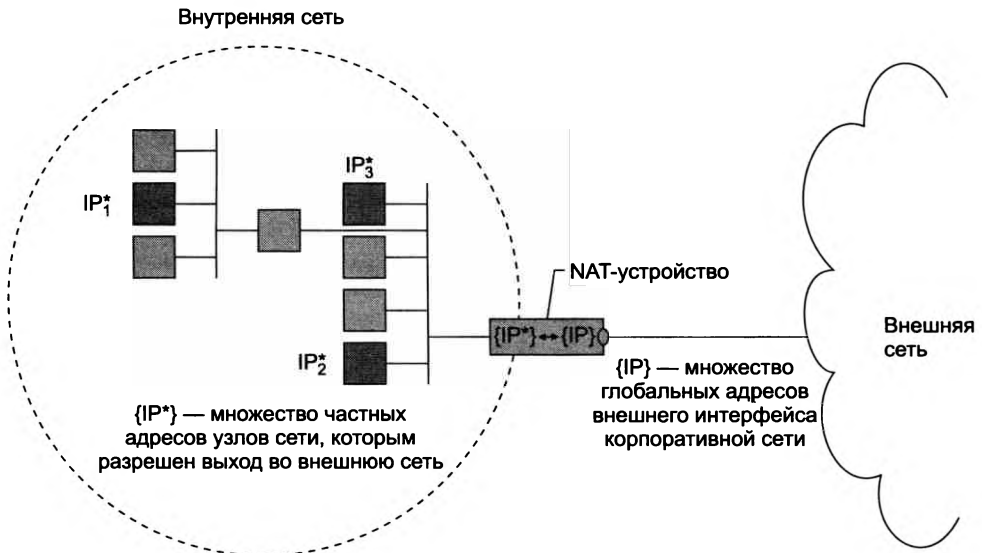 Внутренняя сеть
IP*3
IP*1
NAT-устройство
{IP*}↔{IP}
Внешняя
сеть
IP*2
{IP} — множество
глобальных адресов
внешнего интерфейса
корпоративной сети
{IP*} — множество частных
адресов узлов сети, которым
разрешен выход во внешнюю сеть